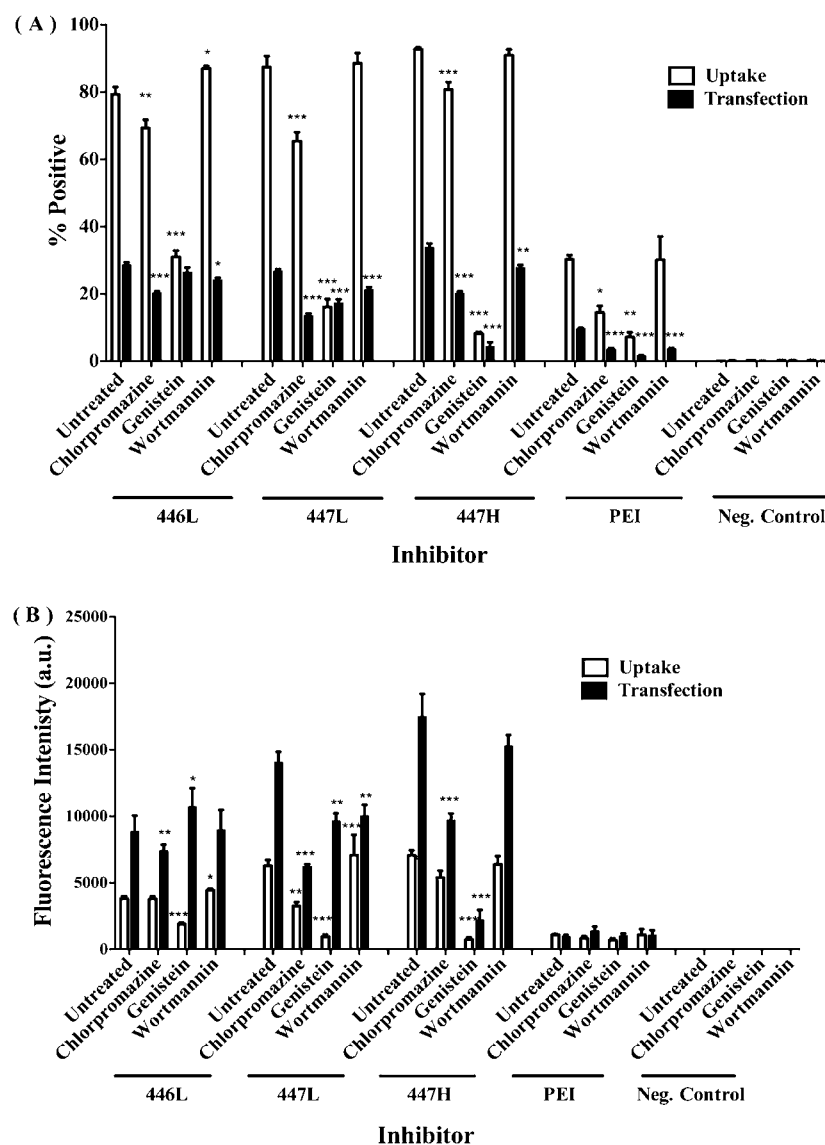 ( A )
100
80
60
40
20
0
% Positive
Uptake
Transfection
*
**
***
***
*
***
***
***
***
***
***
***
***
***
***
**
*
***
**
***
***
Untreated
Chlorpromazine
Genistein
Wortmannin
Untreated
Chlorpromazine
Genistein
Wortmannin
Untreated
Chlorpromazine
Genistein
Wortmannin
Untreated
Chlorpromazine
Genistein
Wortmannin
Untreated
Chlorpromazine
Genistein
Wortmannin
446L
447L
447H
PEI
Neg. Control
Inhibitor
( B )
25000
20000
15000
10000
5000
0
Fluorescence Intenisty (a.u.)
Uptake
Transfection
**
***
*
*
**
***
***
**
***
**
***
***
***
Untreated
Chlorpromazine
Genistein
Wortmannin
Untreated
Chlorpromazine
Genistein
Wortmannin
Untreated
Chlorpromazine
Genistein
Wortmannin
Untreated
Chlorpromazine
Genistein
Wortmannin
Untreated
Chlorpromazine
Genistein
Wortmannin
446L
447L
447H
PEI
Neg. Control
Inhibitor